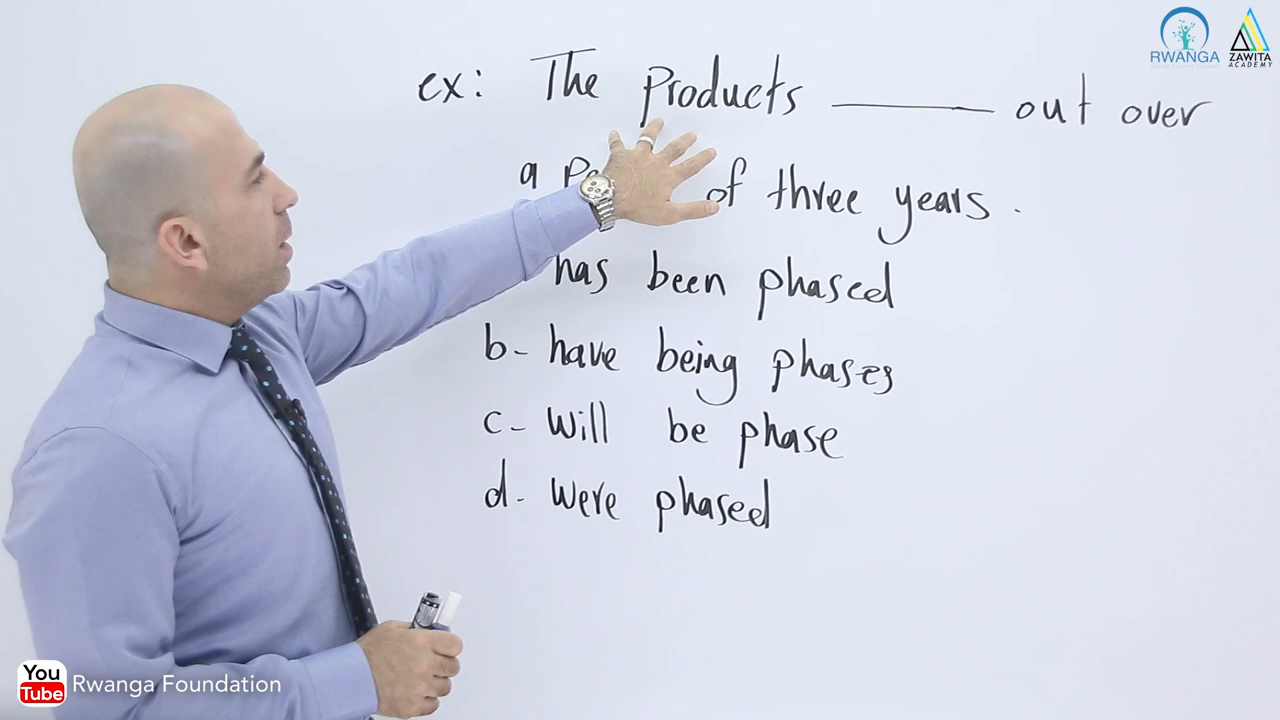 ex: The products ______ out over
a of three years.
has been phased
b- have being phases
c- will be phase
d- were phased
RWANGA
ZAWITA
ACADEMY
You
Tube
Rwanga Foundation